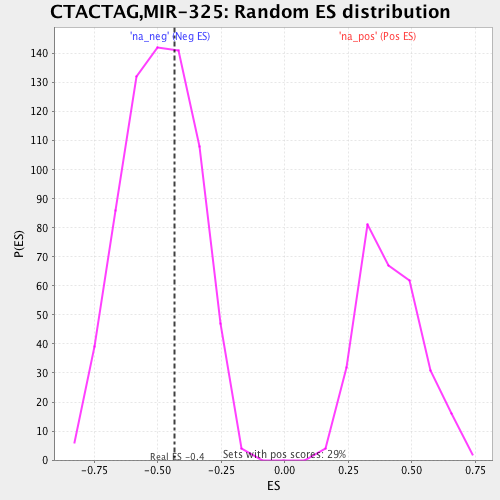 CTACTAG,MIR-325: Random ES distribution
'na_neg' (Neg ES)
'na_pos' (Pos ES)
P(ES)
140
130
120
110
100
90
80
70
60
50
40
30
20
10
0
Real ES -0.4
Sets with pos scores: 29%
-0.75 -0.50 -0.25 0.00 0.25 0.50 0.75
ES